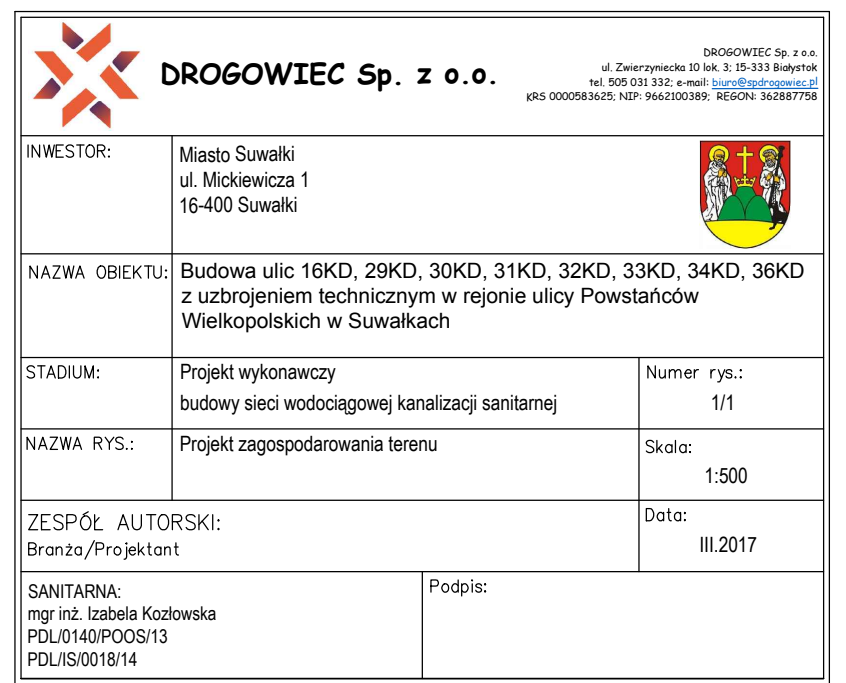 DROGOWIEC Sp. z o.o.
DROGOWIEC Sp. z o.o.
ul. Zwierzyniecka 10 lok. 3; 15-333 Białystok
tel. 505 031 332; e-mail: biuro@spdrogowiec.pl
KRS 0000583625; NIP: 9662100389; REGON: 362887758
INWESTOR:
Miasto Suwałki
ul. Mickiewicza 1
16-400 Suwałki
NAZWA OBIEKTU:
Budowa ulic 16KD, 29KD, 30KD, 31KD, 32KD, 33KD, 34KD, 36KD
z uzbrojeniem technicznym w rejonie ulicy Powstańców
Wielkopolskich w Suwałkach
STADIUM:
Projekt wykonawczy
budowy sieci wodociągowej kanalizacji sanitarnej
Numer rys.:
1/1
NAZWA RYS.:
Projekt zagospodarowania terenu
Skala:
1:500
ZESPÓŁ AUTORSKI:
Branża/Projektant
Data:
III.2017
SANITARNA:
mgr inż. Izabela Kozłowska
PDL/0140/POOS/13
PDL/IS/0018/14
Podpis: